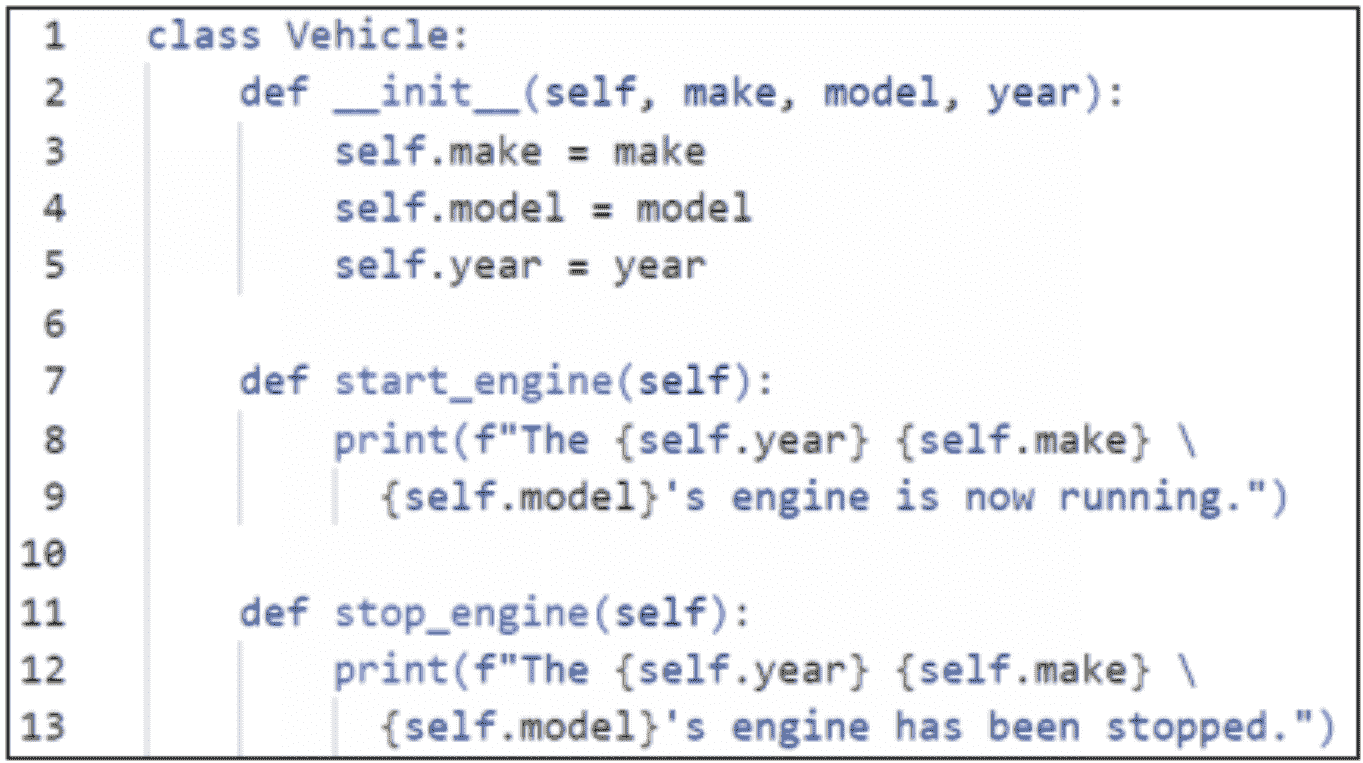 1 class Vehicle:
2     def __init__(self, make, model, year):
3         self.make = make
4         self.model = model
5         self.year = year
6
7     def start_engine(self):
8         print(f"The {self.year} {self.make} \
9           {self.model}'s engine is now running.")
10
11     def stop_engine(self):
12         print(f"The {self.year} {self.make} \
13           {self.model}'s engine has been stopped.")